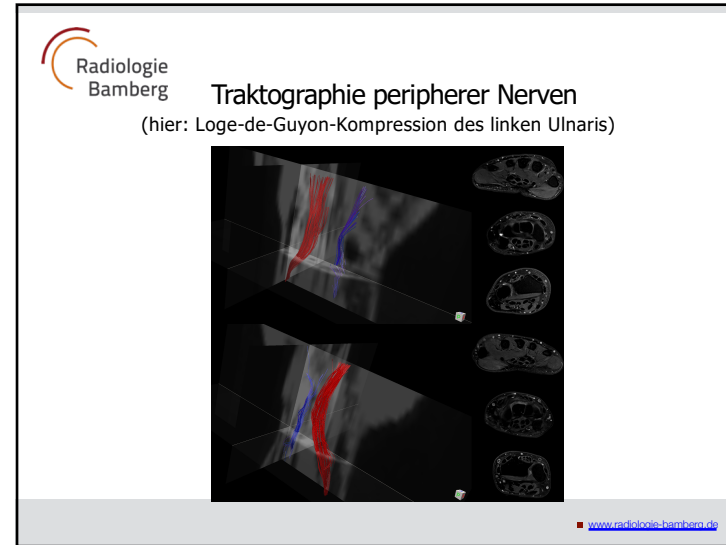 Radiologie
Bamberg
Traktographie peripherer Nerven
(hier: Loge-de-Guyon-Kompression des linken Ulnaris)
www.radiologie-bamberg.de